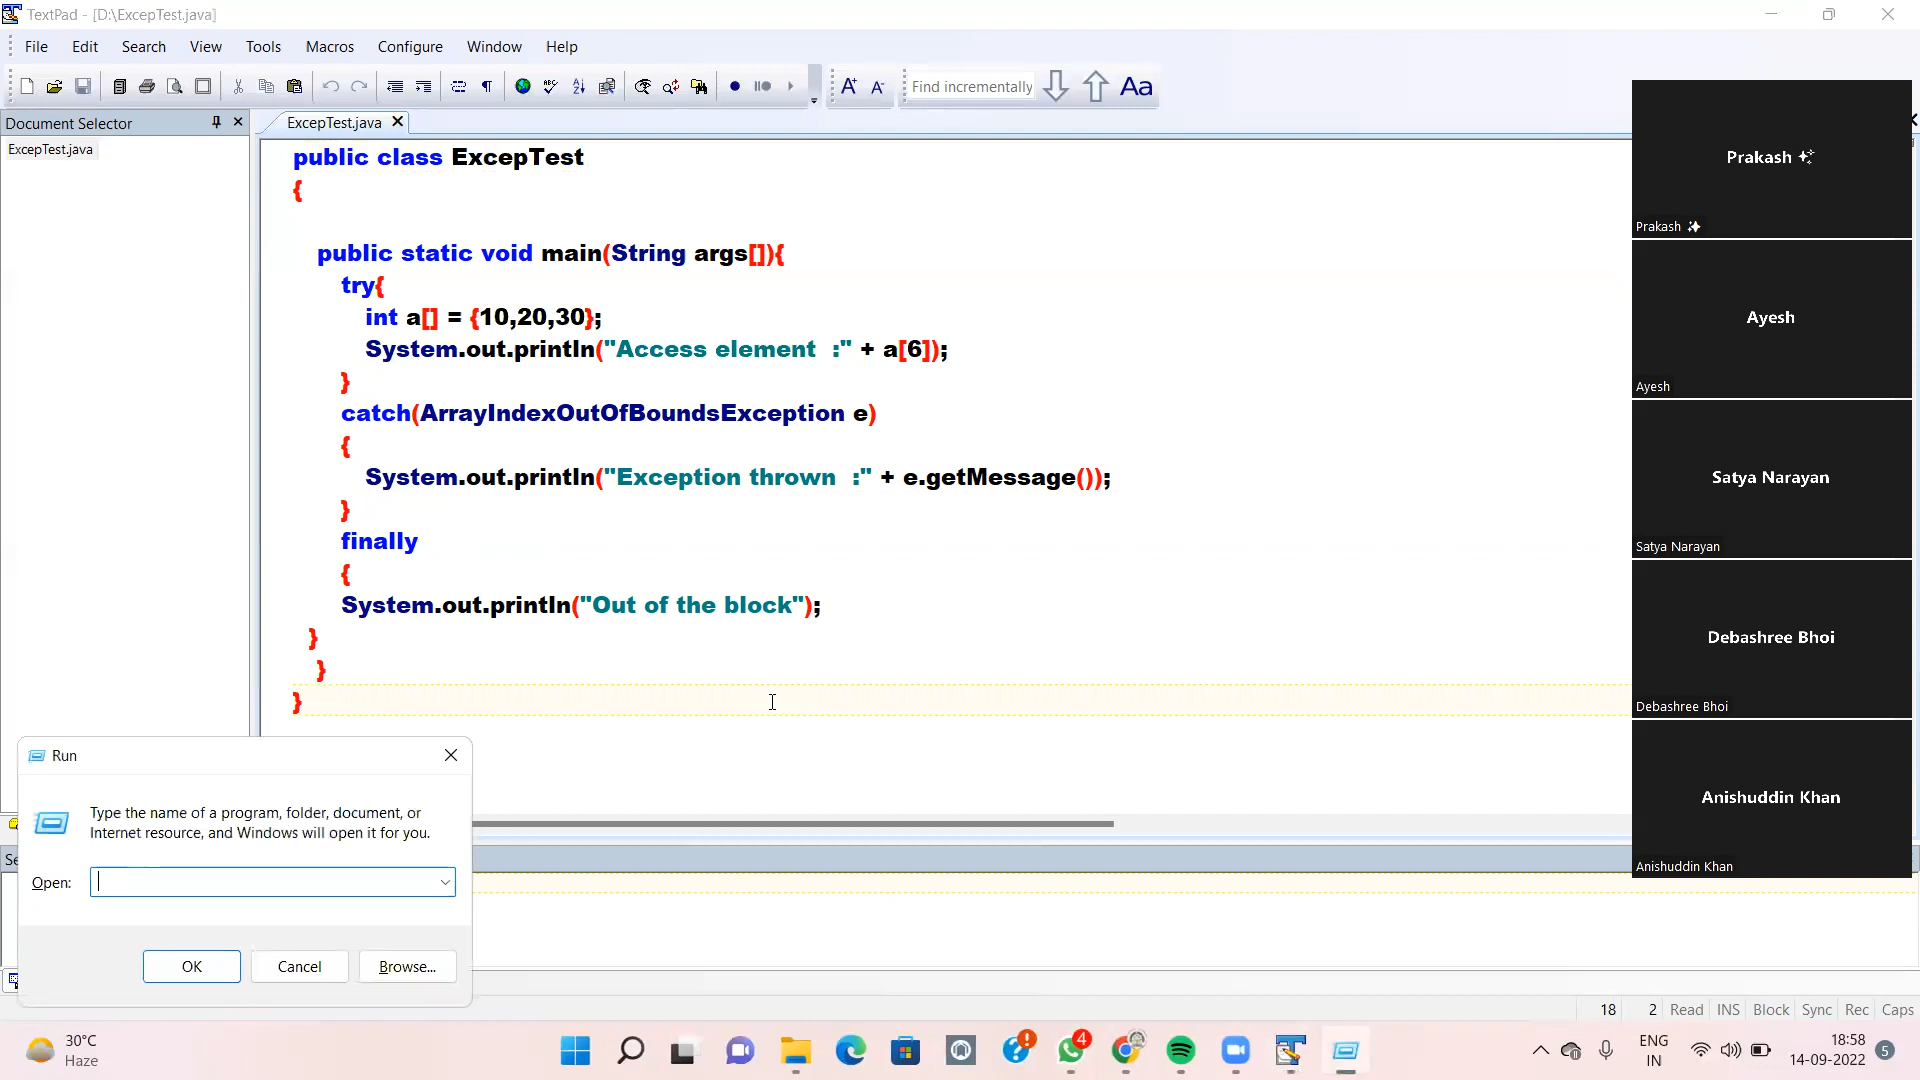 TextPad - [D:\ExcepTest.java]
File Edit Search View Tools Macros Configure Window Help
Find incrementally Aa
Document Selector
ExcepTest.java
ExcepTest.java
public class ExcepTest
{
public static void main(String args[]){
try{
int a[] = {10,20,30};
System.out.println("Access element  :" + a[6]);
}
catch(ArrayIndexOutOfBoundsException e)
{
System.out.println("Exception thrown  :" + e.getMessage());
}
finally
{
System.out.println("Out of the block");
}
}
}
Prakash ✨
Prakash ✨
Ayesh
Ayesh
Satya Narayan
Satya Narayan
Debashree Bhoi
Debashree Bhoi
Anishuddin Khan
Anishuddin Khan
Run
Type the name of a program, folder, document, or
Internet resource, and Windows will open it for you.
Open:
OK Cancel Browse...
18 2 Read INS Block Sync Rec Caps
30°C
Haze
4
ENG
IN
18:58
14-09-2022
5